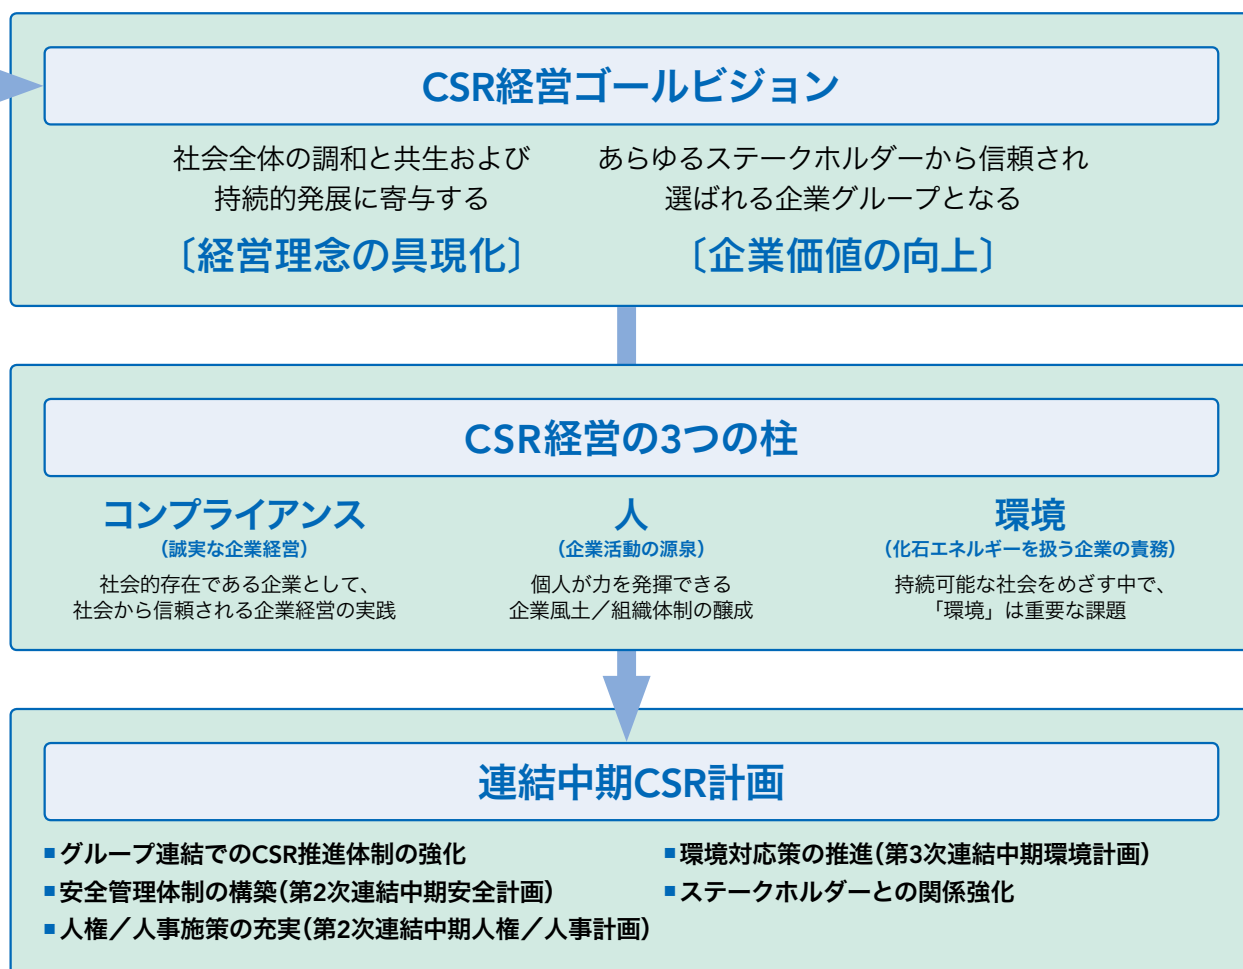 CSR経営ゴールビジョン
社会全体の調和と共生および
持続的発展に寄与する
〔経営理念の具現化〕
あらゆるステークホルダーから信頼され
選ばれる企業グループとなる
〔企業価値の向上〕
CSR経営の3つの柱
コンプライアンス
(誠実な企業経営)
社会的存在である企業として、
社会から信頼される企業経営の実践
人
(企業活動の源泉)
個人が力を発揮できる
企業風土／組織体制の醸成
環境
(化石エネルギーを扱う企業の責務)
持続可能な社会をめざす中で、
「環境」は重要な課題
連結中期CSR計画
■グループ連結でのCSR推進体制の強化
■安全管理体制の構築(第2次連結中期安全計画)
■人権／人事施策の充実(第2次連結中期人権／人事計画)
■環境対応策の推進(第3次連結中期環境計画)
■ステークホルダーとの関係強化